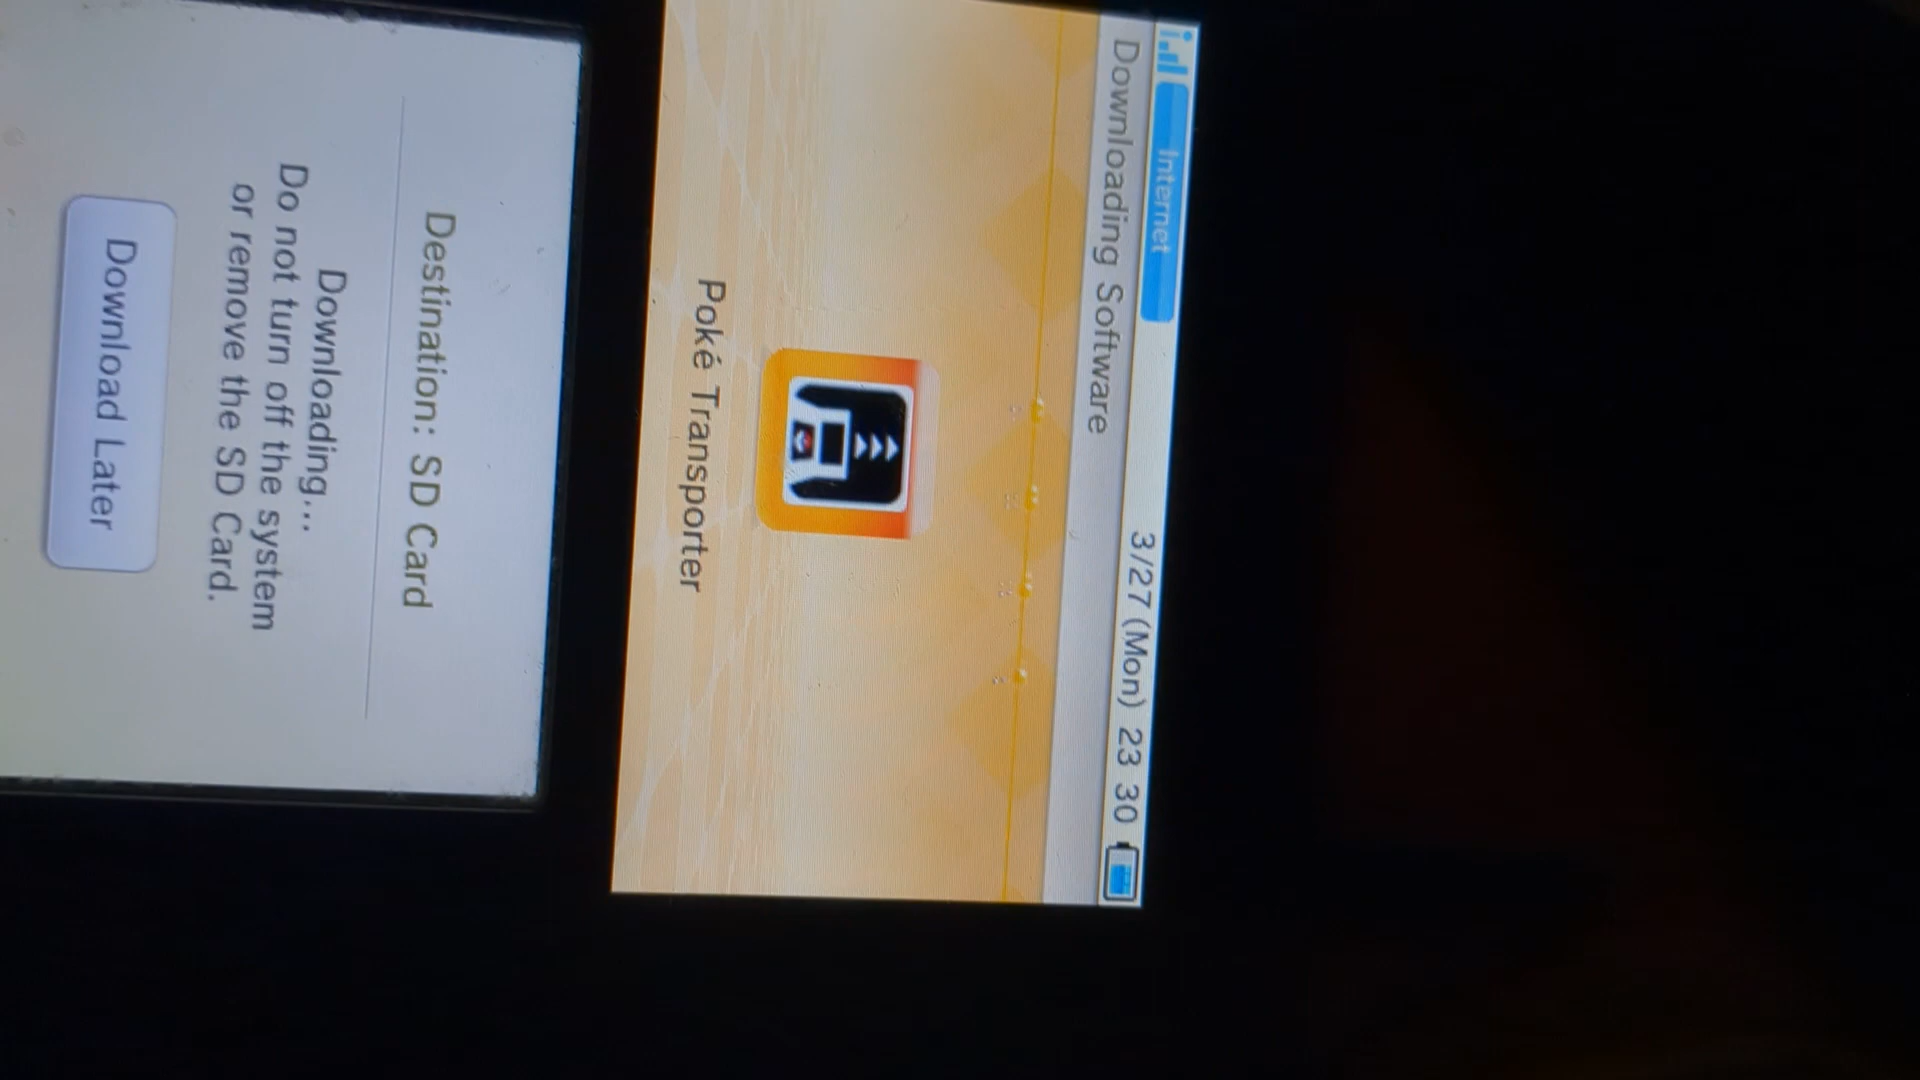 Internet
3/27 (Mon) 23 30
Downloading Software
Poké Transporter
Destination: SD Card
Downloading...
Do not turn off the system
or remove the SD Card.
Download Later